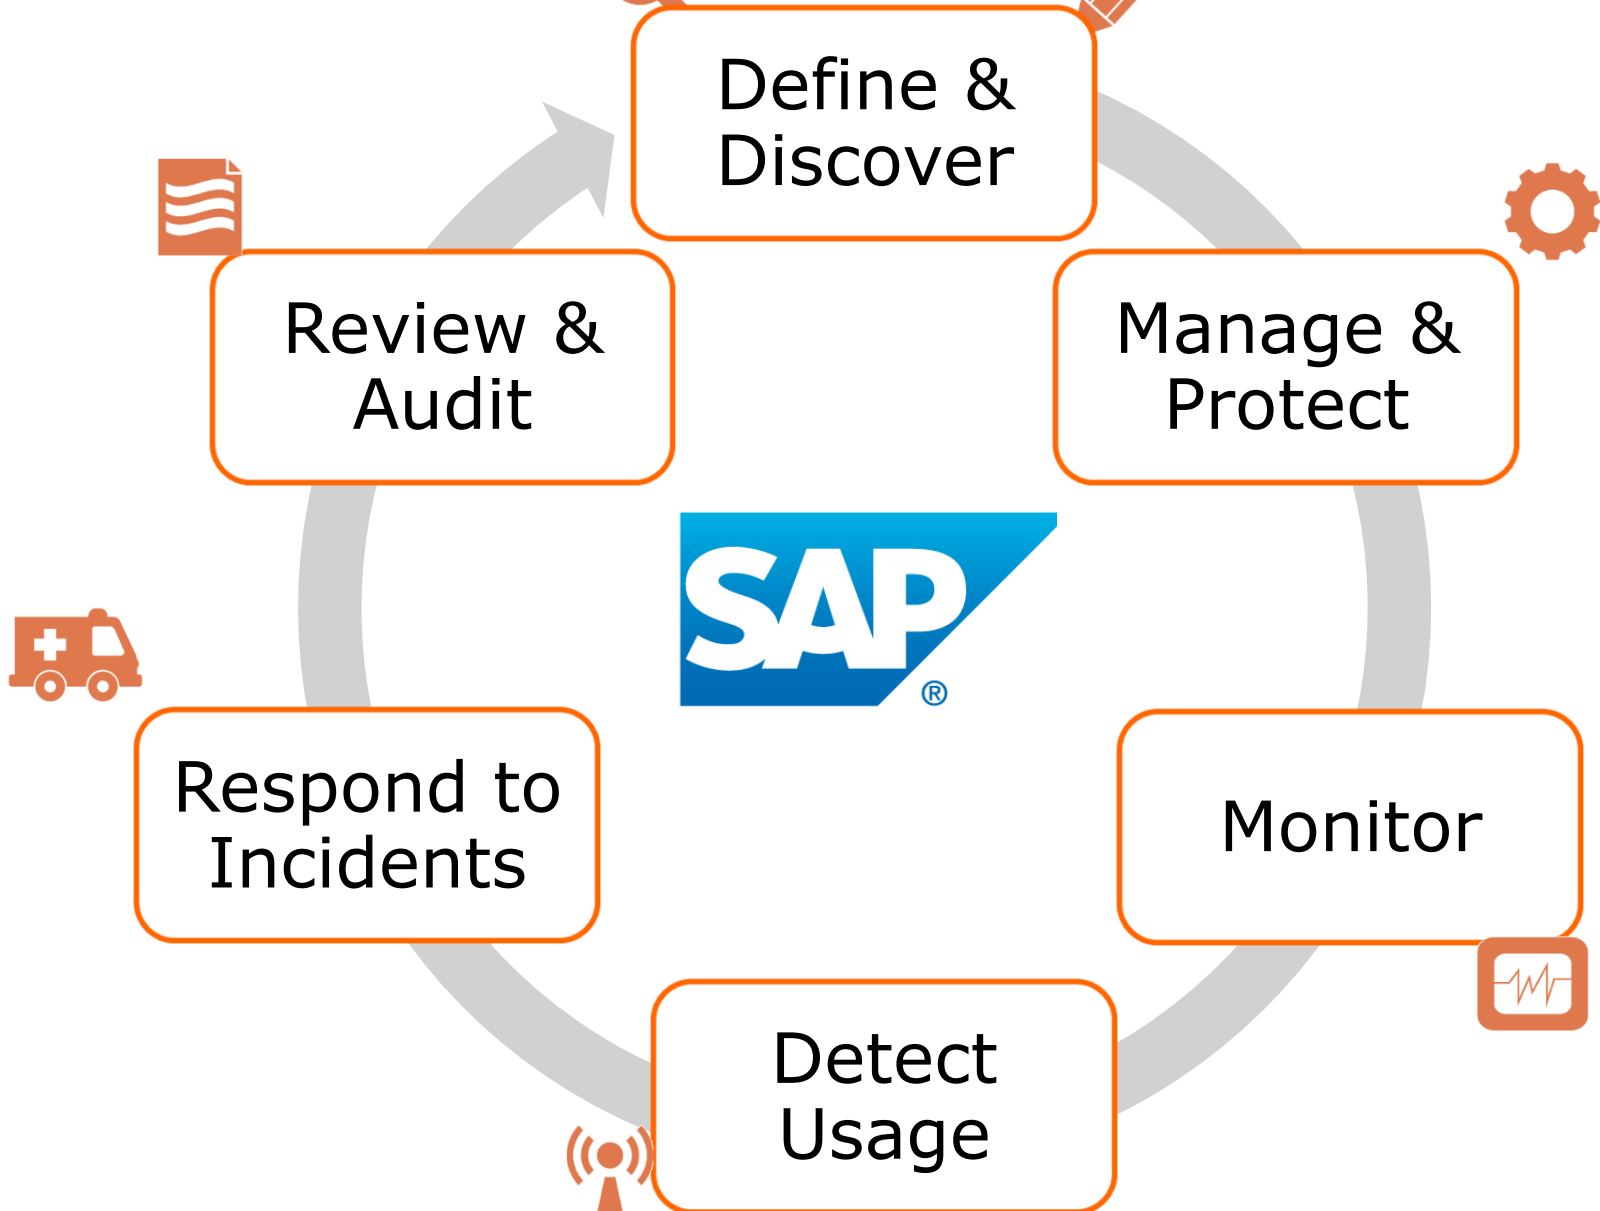 Define &
Discover
Manage &
Protect
Monitor
Detect
Usage
Respond to
Incidents
Review &
Audit
SAP
®